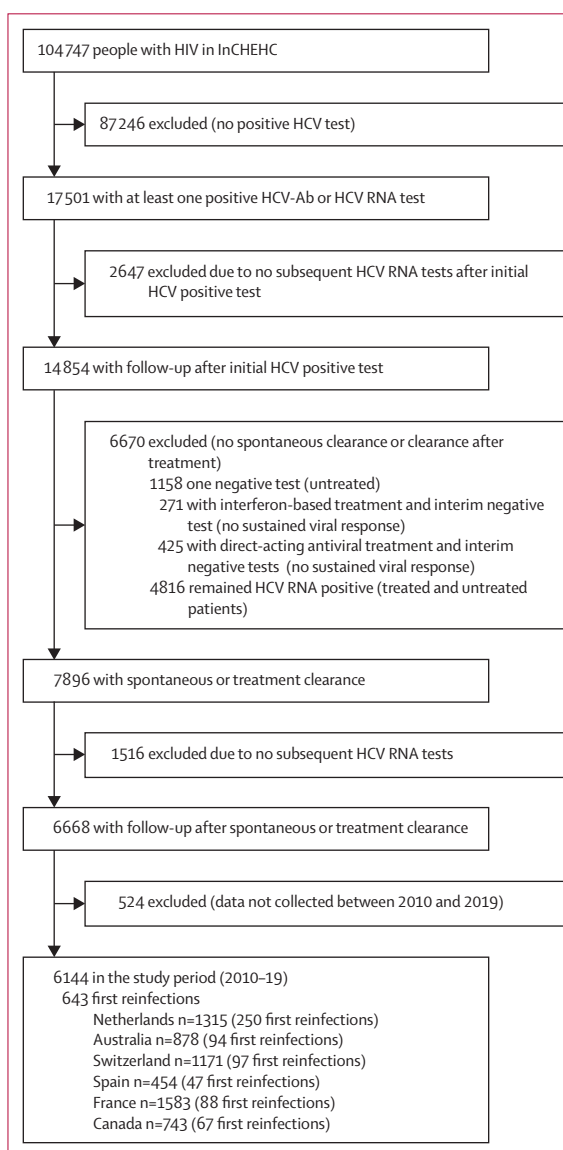 104 747 people with HIV in InCHEHC
87 246 excluded (no positive HCV test)
17 501 with at least one positive HCV-Ab or HCV RNA test
2647 excluded due to no subsequent HCV RNA tests after initial
HCV positive test
14 854 with follow-up after initial HCV positive test
6670 excluded (no spontaneous clearance or clearance after
treatment)
1158 one negative test (untreated)
271 with interferon-based treatment and interim negative
test (no sustained viral response)
425 with direct-acting antiviral treatment and interim
negative tests (no sustained viral response)
4816 remained HCV RNA positive (treated and untreated
patients)
7896 with spontaneous or treatment clearance
1516 excluded due to no subsequent HCV RNA tests
6668 with follow-up after spontaneous or treatment clearance
524 excluded (data not collected between 2010 and 2019)
6144 in the study period (2010–19)
643 first reinfections
Netherlands n=1315 (250 first reinfections)
Australia n=878 (94 first reinfections)
Switzerland n=1171 (97 first reinfections)
Spain n=454 (47 first reinfections)
France n=1583 (88 first reinfections)
Canada n=743 (67 first reinfections)